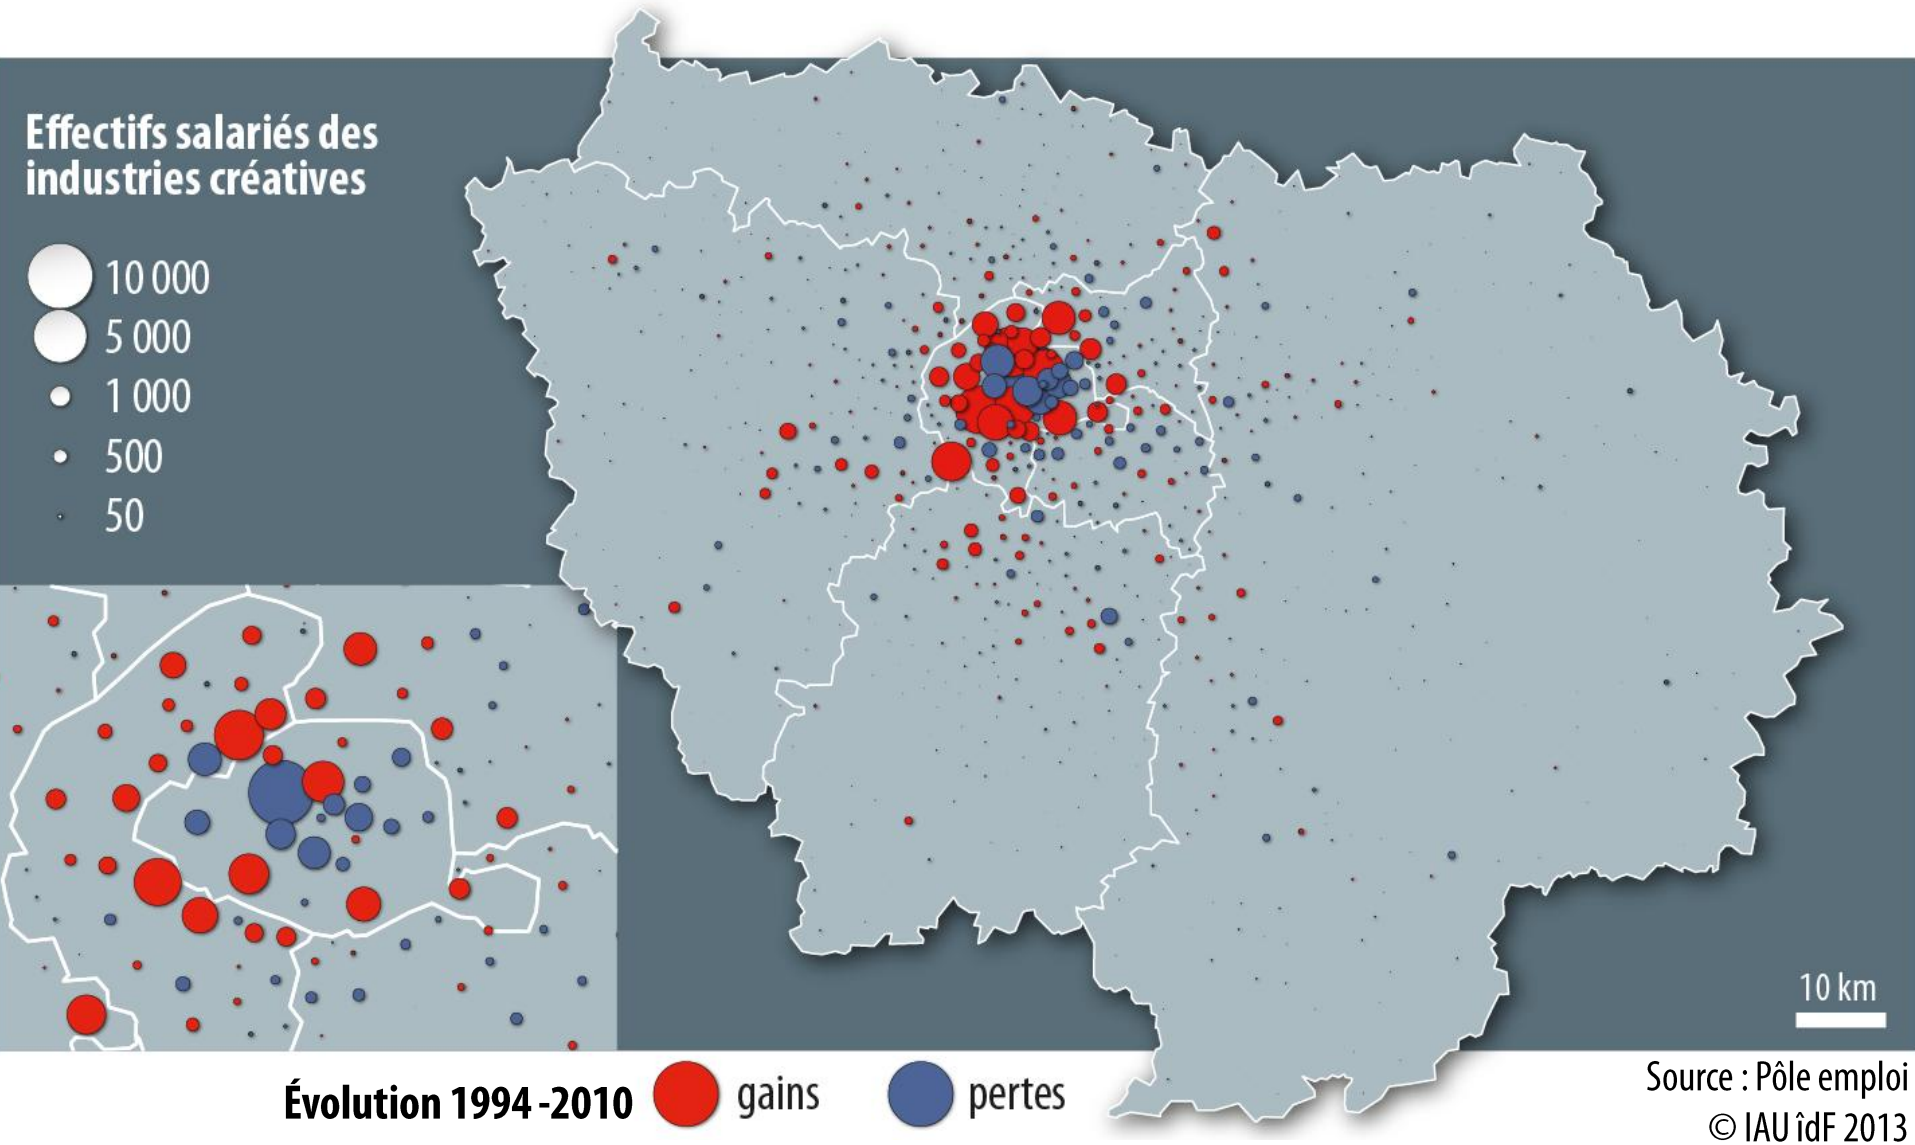 Effectifs salariés des
industries créatives
10 000
5 000
1 000
500
50
10 km
Évolution 1994 -2010
gains
pertes
Source : Pôle emploi
© IAU îdF 2013